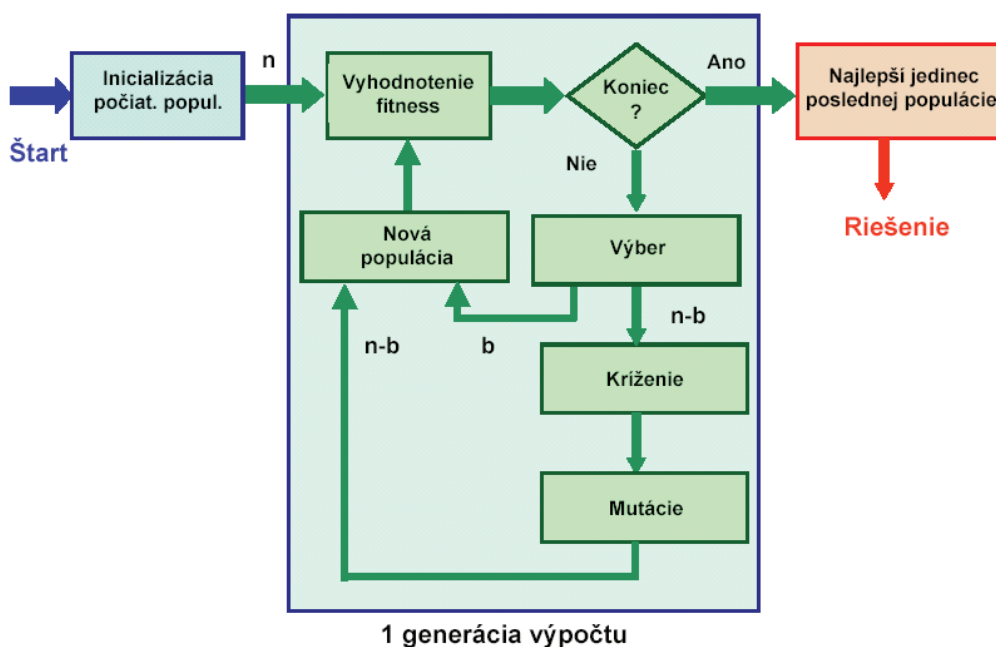 Inicializácia
počiat. popul.
Štart
n
Vyhodnotenie
fitness
Koniec
?
Ano
Najlepší jedinec
poslednej populácie
Riešenie
Nie
Nová
populácia
Výber
n-b
b
n-b
Kríženie
Mutácie
1 generácia výpočtu